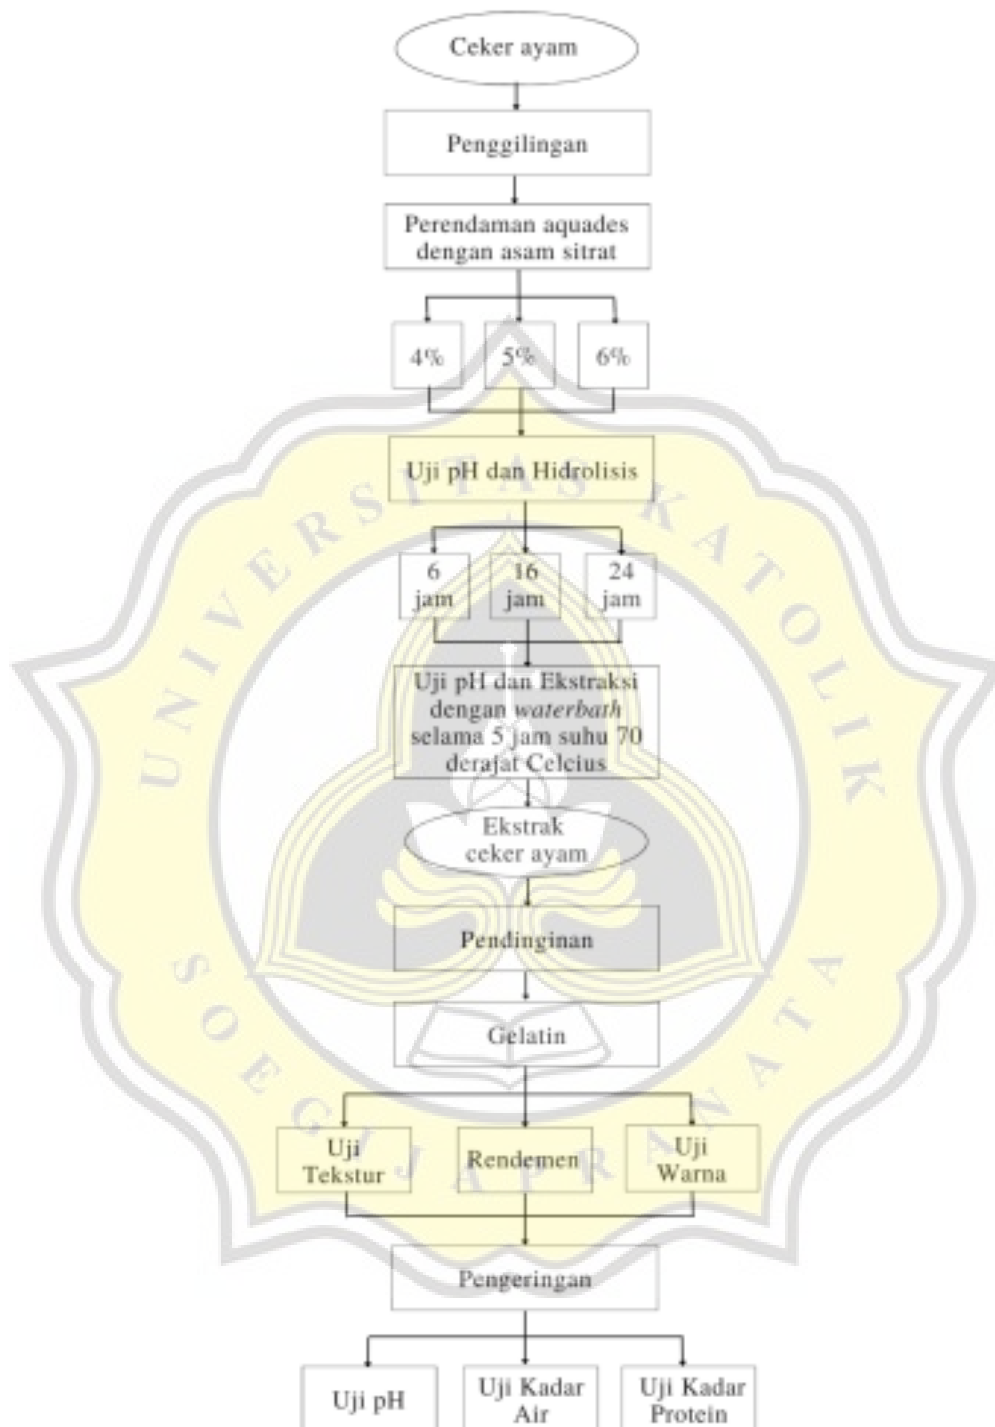 Ceker ayam
Penggilingan
Perendaman aquades
dengan asam sitrat
4%
5%
6%
Uji pH dan Hidrolisis
6
jam
16
jam
24
jam
Uji pH dan Ekstraksi
dengan waterbath
selama 5 jam suhu 70
derajat Celcius
Ekstrak
ceker ayam
Pendinginan
Gelatin
Uji
Tekstur
Rendemen
Uji
Warna
Pengeringan
Uji pH
Uji Kadar
Air
Uji Kadar
Protein
UNIVERSITAS KATOLIK
SOEGIJAPRANATA